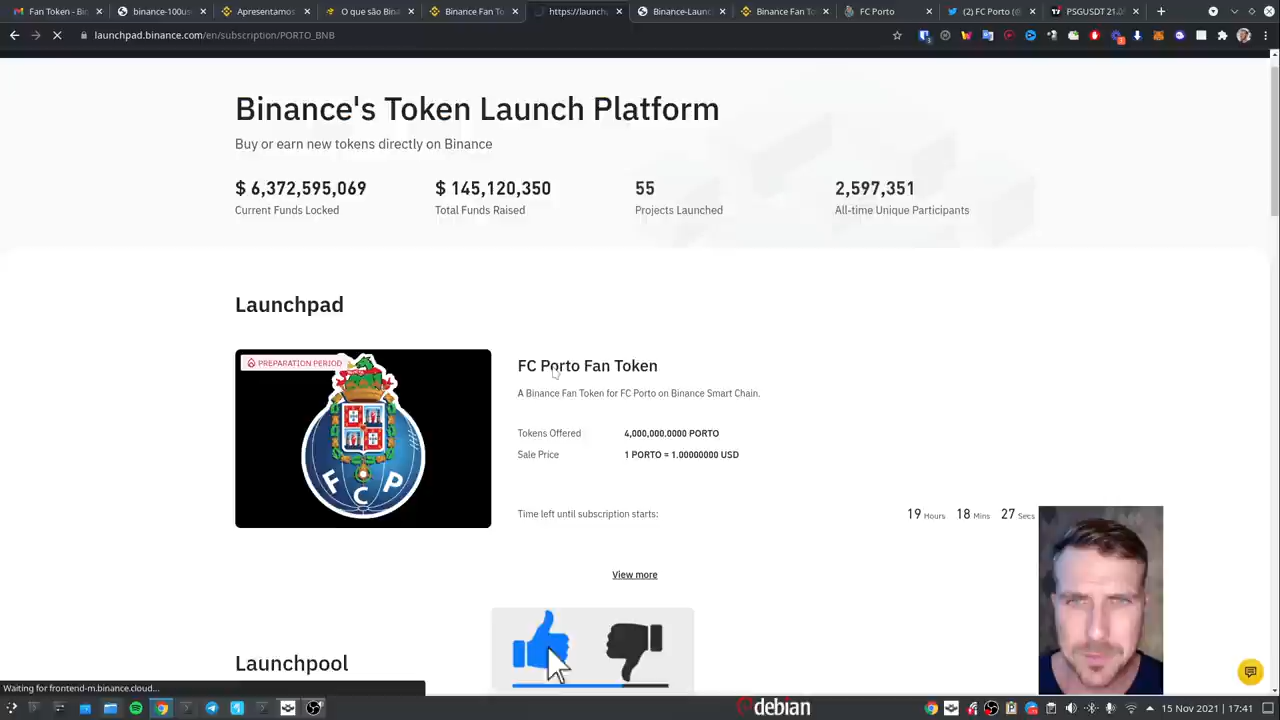 Fan Token - Bin
binance-100us
Apresentação
O que são Bina
Binance Fan To
https://launch
Binance-Laun
Binance Fan To
FC Porto
(2) FC Porto (@
PSGUSDT 21.0
launchpad.binance.com/en/subscription/PORTO_BNB
Binance's Token Launch Platform
Buy or earn new tokens directly on Binance
$ 6,372,595,069
$ 145,120,350
55
2,597,351
Current Funds Locked
Total Funds Raised
Projects Launched
All-time Unique Participants
Launchpad
PREPARATION PERIOD
FCP
FC Porto Fan Token
A Binance Fan Token for FC Porto on Binance Smart Chain.
Tokens Offered 4,000,000.0000 PORTO
Sale Price 1 PORTO = 1.00000000 USD
Time left until subscription starts: 19 Hours 18 Mins 27 Secs
View more
Launchpool
Waiting for frontend-m.binance.cloud...
debian
15 Nov 2021 | 17:41